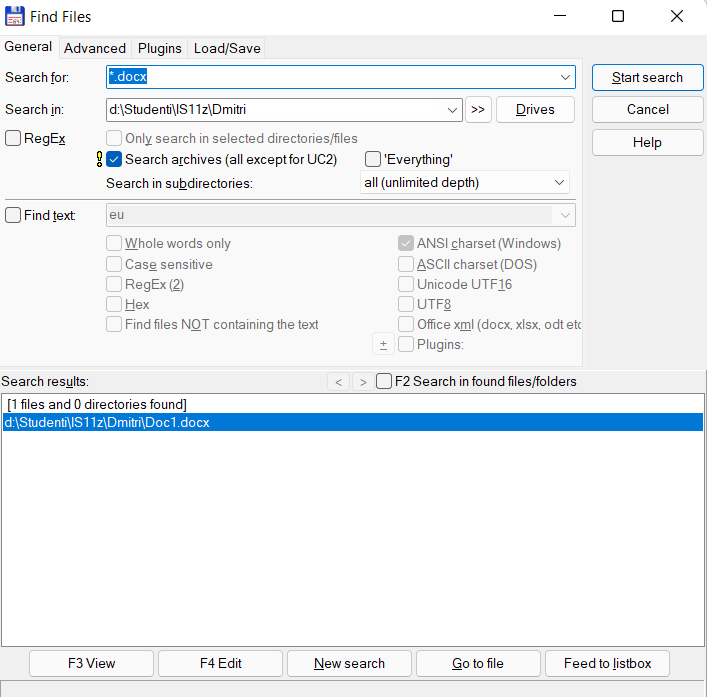 Find Files
General Advanced Plugins Load/Save
Search for: *.docx Start search
Search in: d:\Studenti\IS11z\Dmitri >> Drives Cancel
RegEx Only search in selected directories/files Help
Search archives (all except for UC2) 'Everything'
Search in subdirectories: all (unlimited depth)
Find text: eu
Whole words only ANSI charset (Windows)
Case sensitive ASCII charset (DOS)
RegEx (2) Unicode UTF16
Hex UTF8
Find files NOT containing the text Office xml (docx, xlsx, odt etc
+ Plugins:
Search results: < > F2 Search in found files/folders
[1 files and 0 directories found]
d:\Studenti\IS11z\Dmitri\Doc1.docx
F3 View F4 Edit New search Go to file Feed to listbox